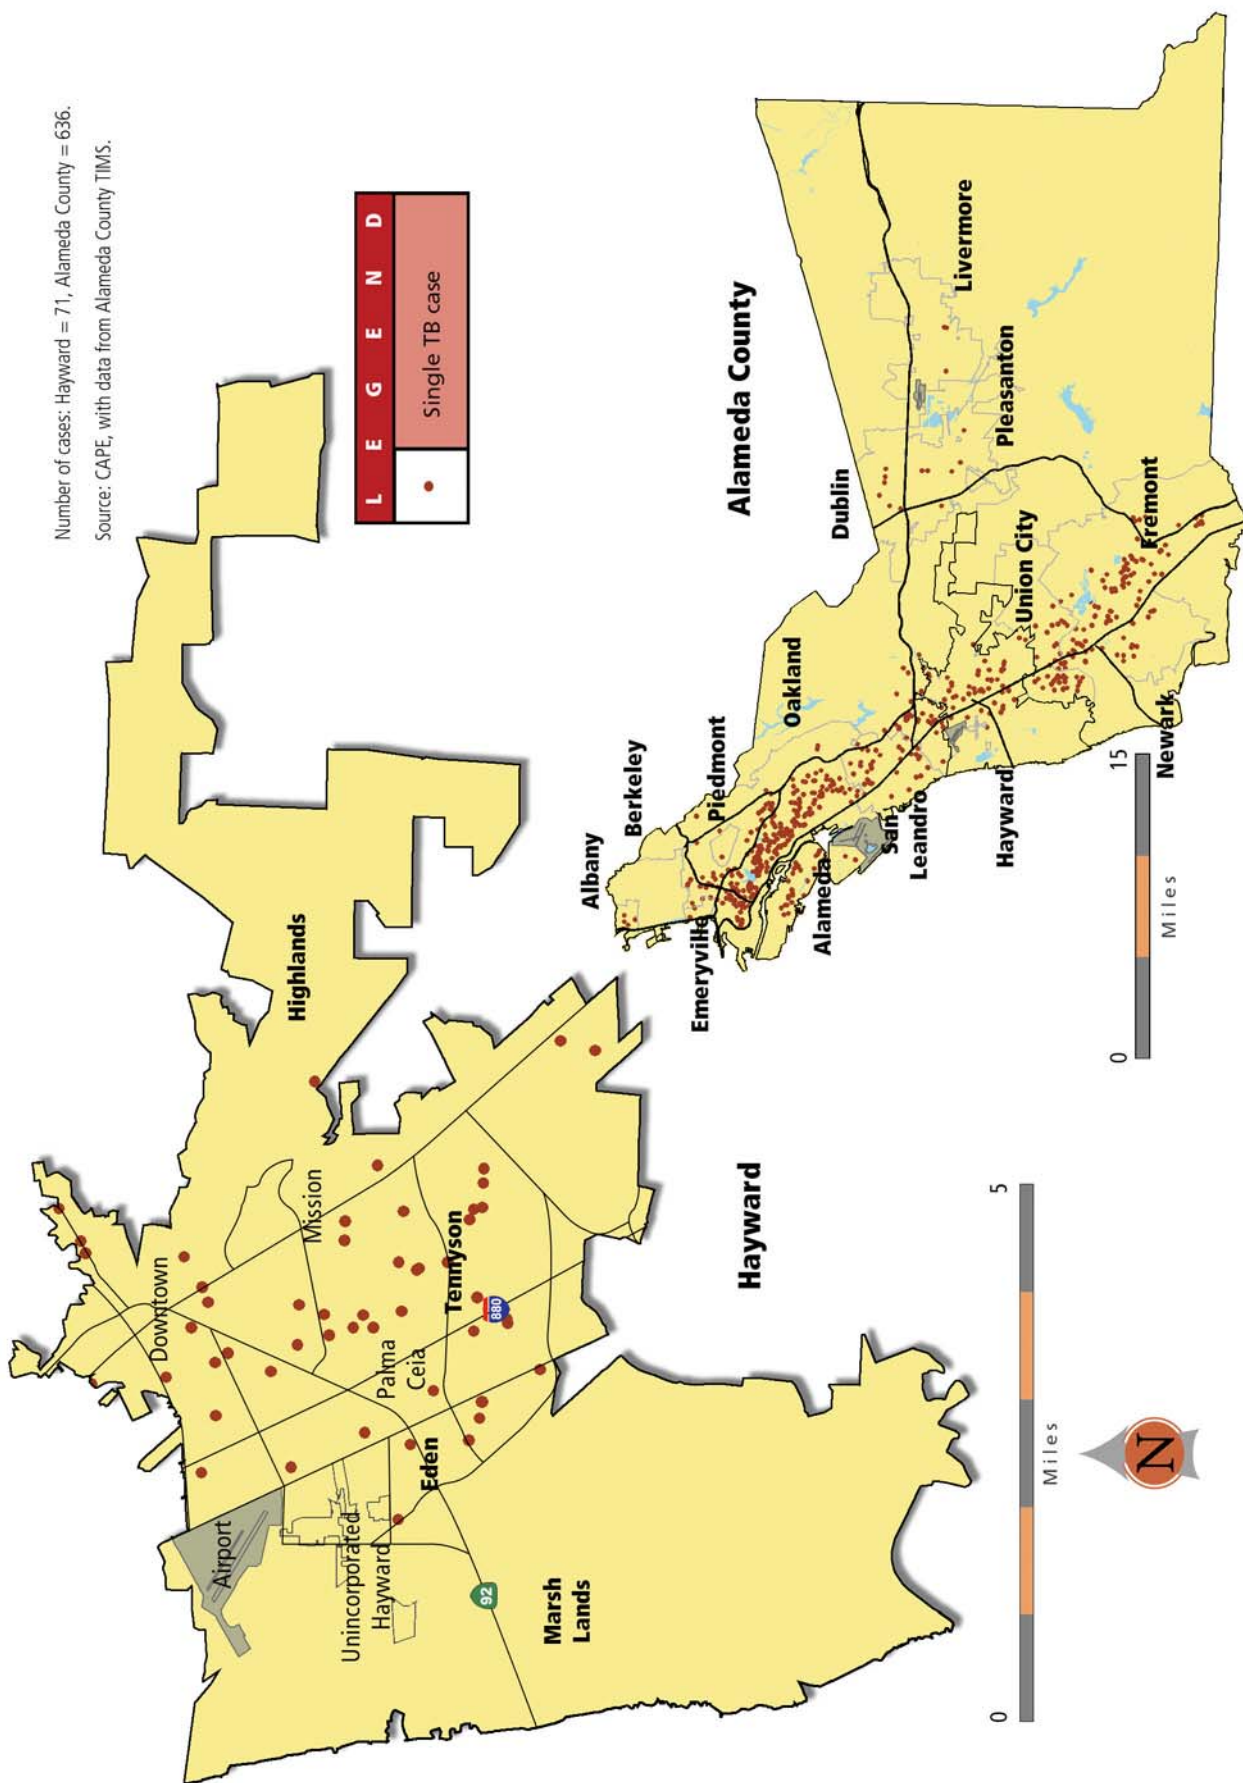 Number of cases: Hayward = 71, Alameda County = 636.
Source: CAPE, with data from Alameda County TIMS.
LEGEND
Single TB case
Downtown
Airport
Highlands
Mission
Unincorporated
Hayward
Palma
Ceia
Eden
Tennyson
880
92
Marsh
Lands
Hayward
0
5
Miles
N
Alameda County
Albany
Berkeley
Emeryville
Piedmont
Oakland
Alameda
Dublin
San
Leandro
Livermore
Pleasanton
Hayward
Union City
Fremont
Newark
0
15
Miles